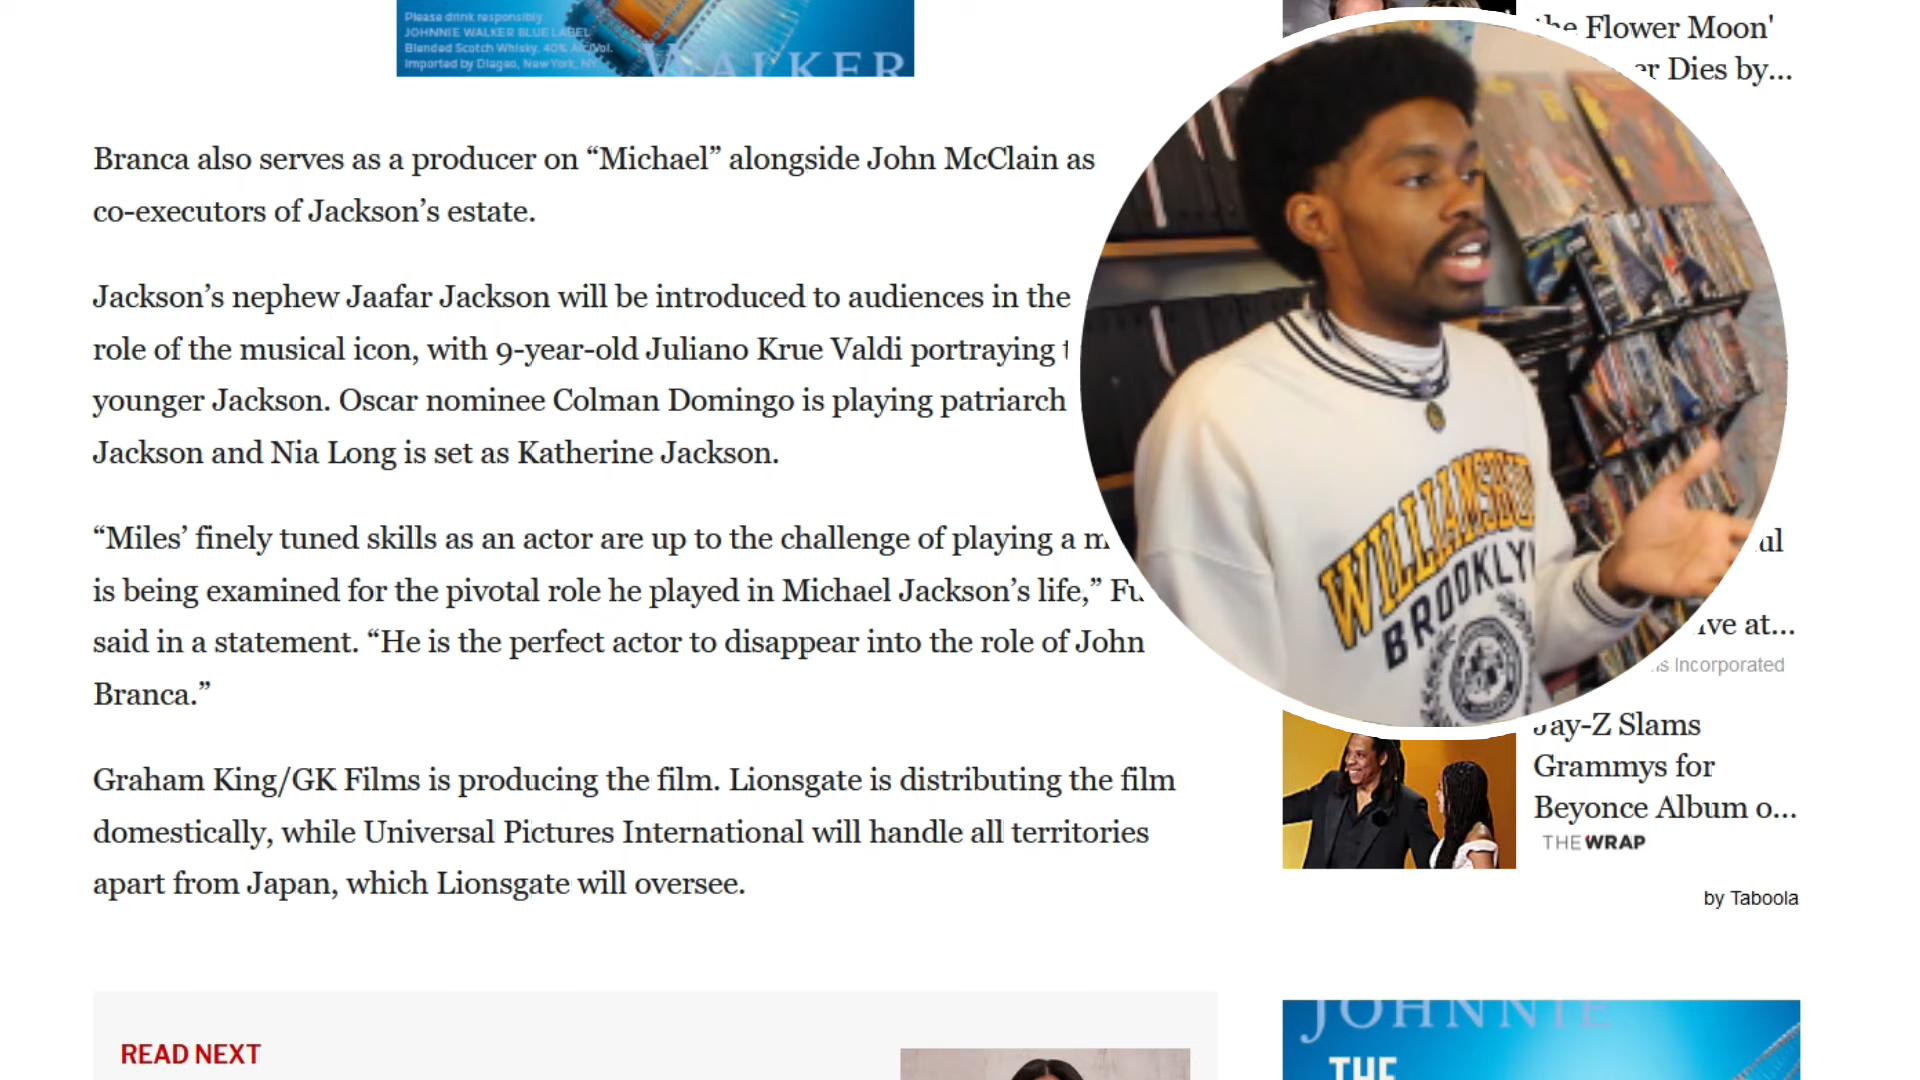 Please drink responsibly.
JOHNNIE WALKER BLUE LABEL
Blended Scotch Whisky. 40% Alc/Vol.
Imported by Diageo, New York, NY.
WALKER
Branca also serves as a producer on “Michael” alongside John McClain as
co-executors of Jackson’s estate.
Jackson’s nephew Jaafar Jackson will be introduced to audiences in the
role of the musical icon, with 9-year-old Juliano Krue Valdi portraying
younger Jackson. Oscar nominee Colman Domingo is playing patriarch
Jackson and Nia Long is set as Katherine Jackson.
“Miles’ finely tuned skills as an actor are up to the challenge of playing a
is being examined for the pivotal role he played in Michael Jackson’s life,”
said in a statement. “He is the perfect actor to disappear into the role of John
Branca.”
Graham King/GK Films is producing the film. Lionsgate is distributing the film
domestically, while Universal Pictures International will handle all territories
apart from Japan, which Lionsgate will oversee.
READ NEXT
the Flower Moon'
Dies by...
WILLIAMSBURG
BROOKLYN
at...
Incorporated
Jay-Z Slams
Grammys for
Beyonce Album o...
THEWRAP
by Taboola
JOHNNIE
THE